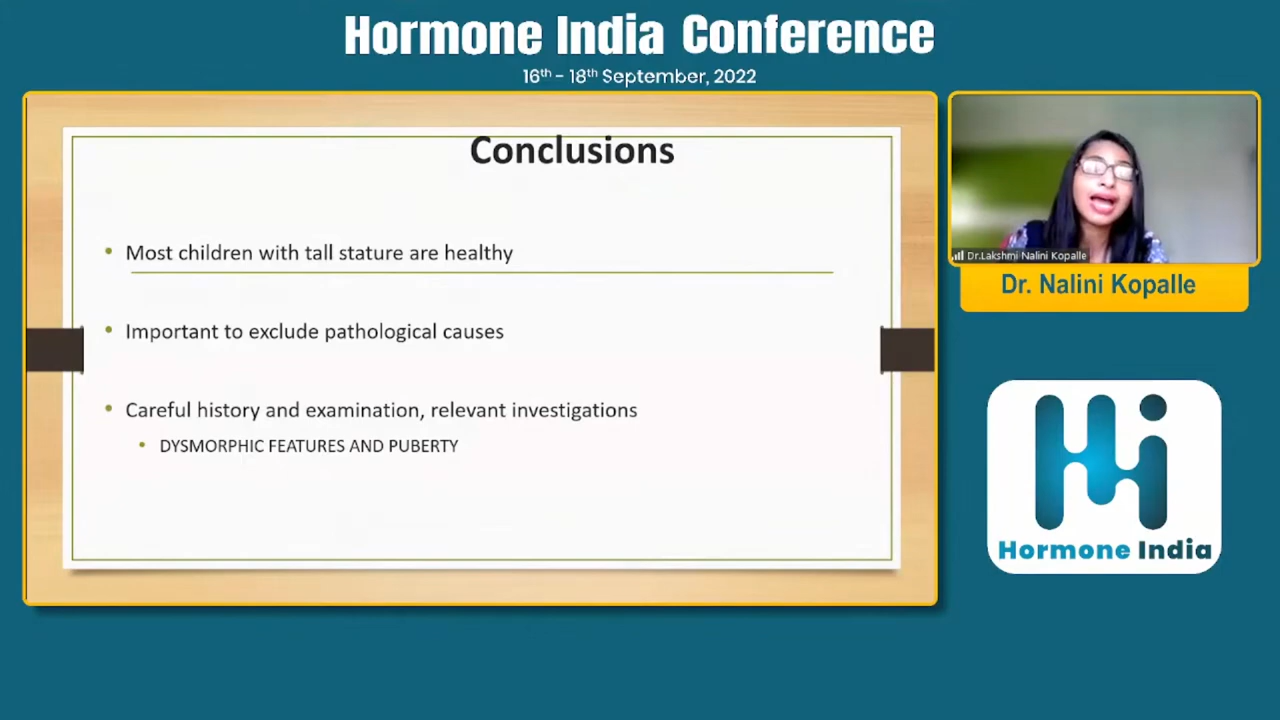 Hormone India Conference
16th - 18th September, 2022
Conclusions
• Most children with tall stature are healthy
• Important to exclude pathological causes
• Careful history and examination, relevant investigations
• DYSMORPHIC FEATURES AND PUBERTY
Dr.Lakshmi Nalini Kopalle
Dr. Nalini Kopalle
Hi
Hormone India